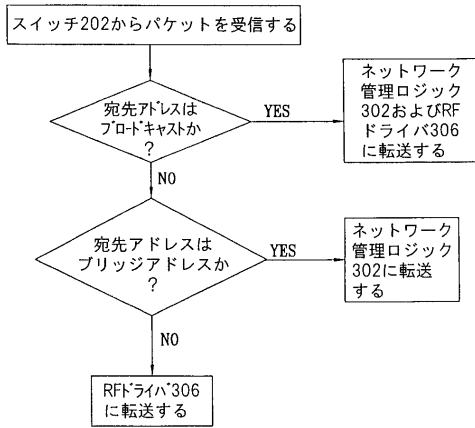 スイッチ202からパケットを受信する
宛先アドレスは
ブロードキャストか
?
YES
ネットワーク
管理ロジック
302およびRF
ドライバ306
に転送する
NO
宛先アドレスは
ブリッジアドレスか
?
YES
ネットワーク
管理ロジック
302に転送
する
NO
RFドライバ306
に転送する